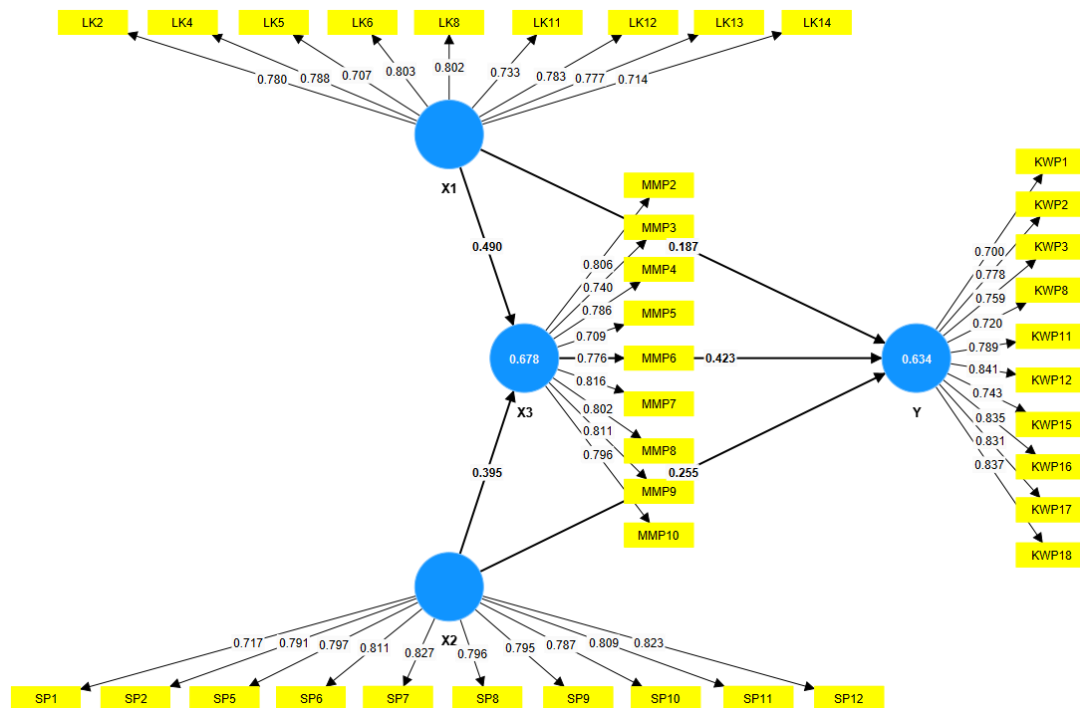 LK2 LK4 LK5 LK6 LK8 LK11 LK12 LK13 LK14
0.780 0.788 0.707 0.803 0.802 0.733 0.783 0.777 0.714
X1
0.490
0.187
MMP2
MMP3
MMP4
MMP5
MMP6
MMP7
MMP8
MMP9
MMP10
0.806
0.740
0.786
0.709
0.776
0.816
0.802
0.811
0.796
0.678
X3
0.423
0.395
0.255
0.634
Y
KWP1
KWP2
KWP3
KWP8
KWP11
KWP12
KWP15
KWP16
KWP17
KWP18
0.700
0.778
0.759
0.720
0.789
0.841
0.743
0.835
0.831
0.837
X2
0.717 0.791 0.797 0.811 0.827 0.796 0.795 0.787 0.809 0.823
SP1 SP2 SP5 SP6 SP7 SP8 SP9 SP10 SP11 SP12